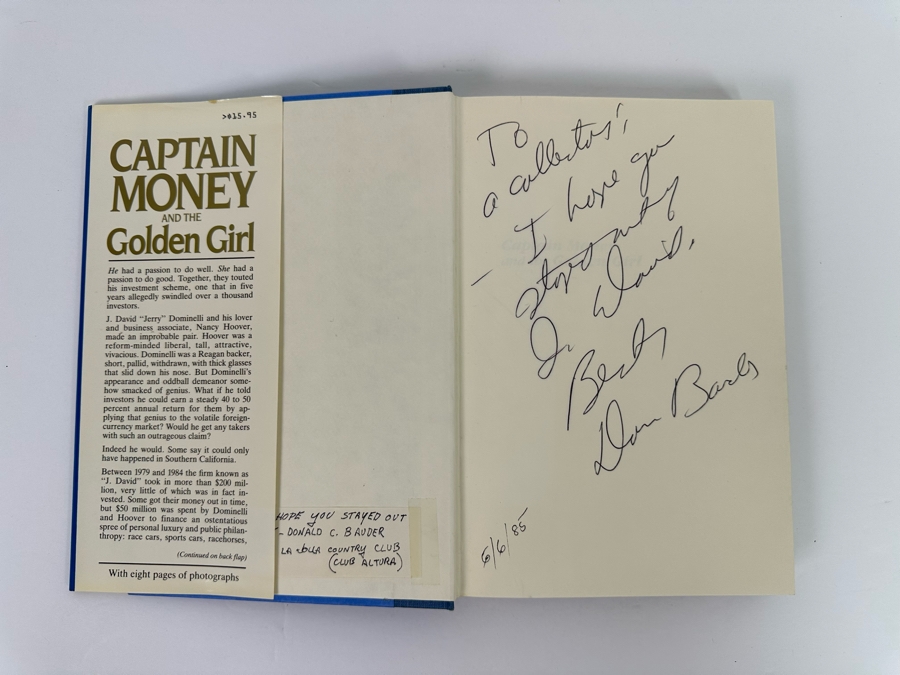 >$15.95
CAPTAIN
MONEY
AND THE
Golden Girl
He had a passion to do well. She had a
passion to do good. Together, they touted
his investment scheme, one that in five
years allegedly swindled over a thousand
investors.
J. David “Jerry” Dominelli and his lover
and business associate, Nancy Hoover,
made an improbable pair. Hoover was a
reform-minded liberal, tall, attractive,
vivacious. Dominelli was a Reagan backer,
short, pallid, withdrawn, with thick glasses
that slid down his nose. But Dominelli's
appearance and oddball demeanor some-
how smacked of genius. What if he told
investors he could earn a steady 40 to 50
percent annual return for them by ap-
plying that genius to the volatile foreign-
currency market? Would he get any takers
with such an outrageous claim?
Indeed he would. Some say it could only
have happened in Southern California.
Between 1979 and 1984 the firm known as
“J. David” took in more than $200 mil-
lion, very little of which was in fact in-
vested. Some got their money out in time,
but $50 million was spent by Dominelli
and Hoover to finance an ostentatious
spree of personal luxury and public philan-
thropy: race cars, sports cars, racehorses,
(Continued on back flap)
With eight pages of photographs
HOPE YOU STAYED OUT
- DONALD C. BAUDER
LA JOLLA COUNTRY CLUB
(CLUB ALTURA)
To
a collector,
- I hope you
stayed out of
J. David.
Best,
Don Bauder
6/6/85